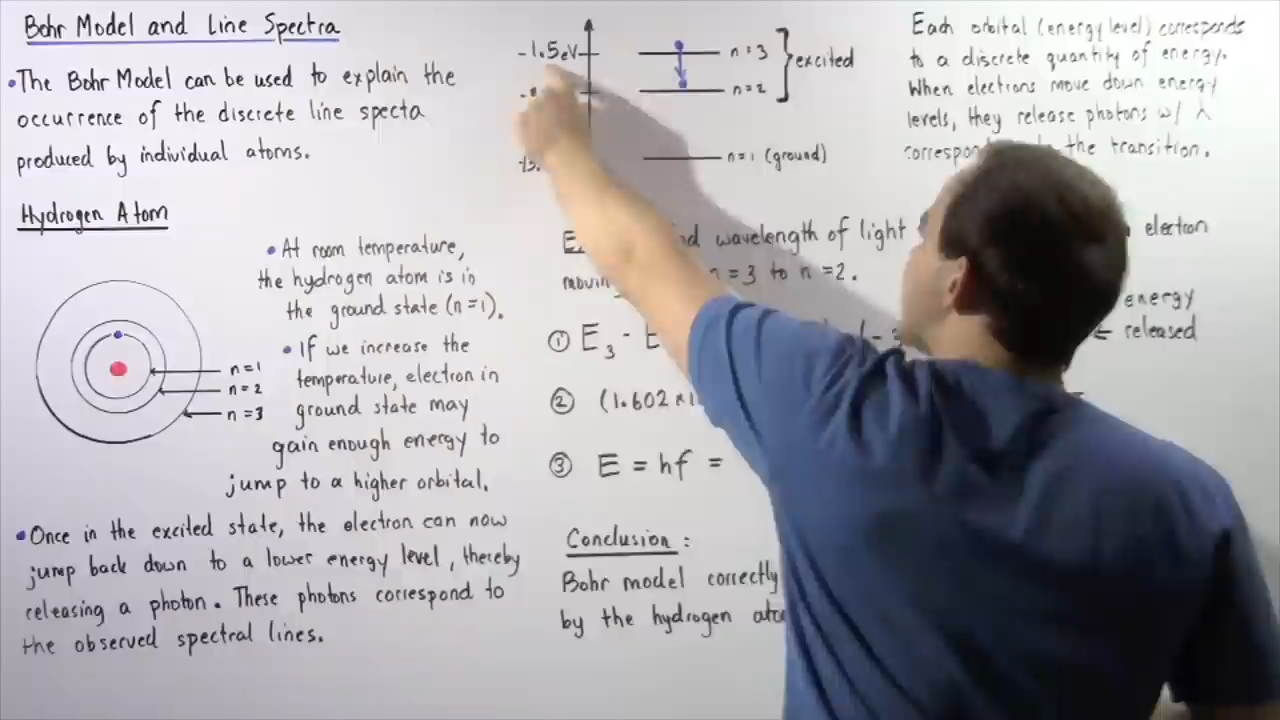 Bohr Model and Line Spectra
• The Bohr Model can be used to explain the
occurrence of the discrete line specta
produced by individual atoms.
Hydrogen Atom
n=1
n=2
n=3
• At room temperature,
the hydrogen atom is in
the ground state (n=1).
• If we increase the
temperature, electron in
ground state may
gain enough energy to
jump to a higher orbital.
• Once in the excited state, the electron can now
jump back down to a lower energy level, thereby
releasing a photon. These photons correspond to
the observed spectral lines.
-1.5eV
n=3
n=2
excited
n=1 (ground)
Each orbital (energy level) corresponds
to a discrete quantity of energy.
When electrons move down energy
levels, they release photons w/ λ
the transition.
wavelength of light electron
n=3 to n=2.
① E₃ -
energy
← released
② (1.602 ×
③ E = hf =
Conclusion:
Bohr model correctly
by the hydrogen